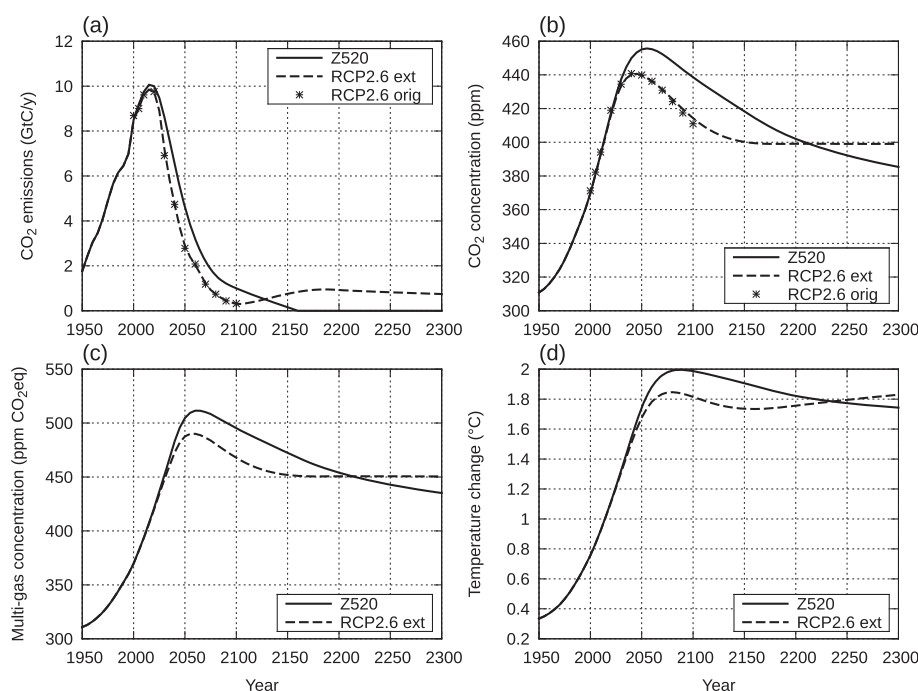 (a)
12
10
8
6
4
2
0
CO2 emissions (GtC/y)
Z520
RCP2.6 ext
RCP2.6 orig
1950 2000 2050 2100 2150 2200 2250 2300
(b)
460
440
420
400
380
360
340
320
300
CO2 concentration (ppm)
Z520
RCP2.6 ext
RCP2.6 orig
1950 2000 2050 2100 2150 2200 2250 2300
(c)
550
500
450
400
350
300
Multi-gas concentration (ppm CO2eq)
Z520
RCP2.6 ext
1950 2000 2050 2100 2150 2200 2250 2300
Year
(d)
2
1.8
1.6
1.4
1.2
1
0.8
0.6
0.4
0.2
Temperature change (°C)
Z520
RCP2.6 ext
1950 2000 2050 2100 2150 2200 2250 2300
Year